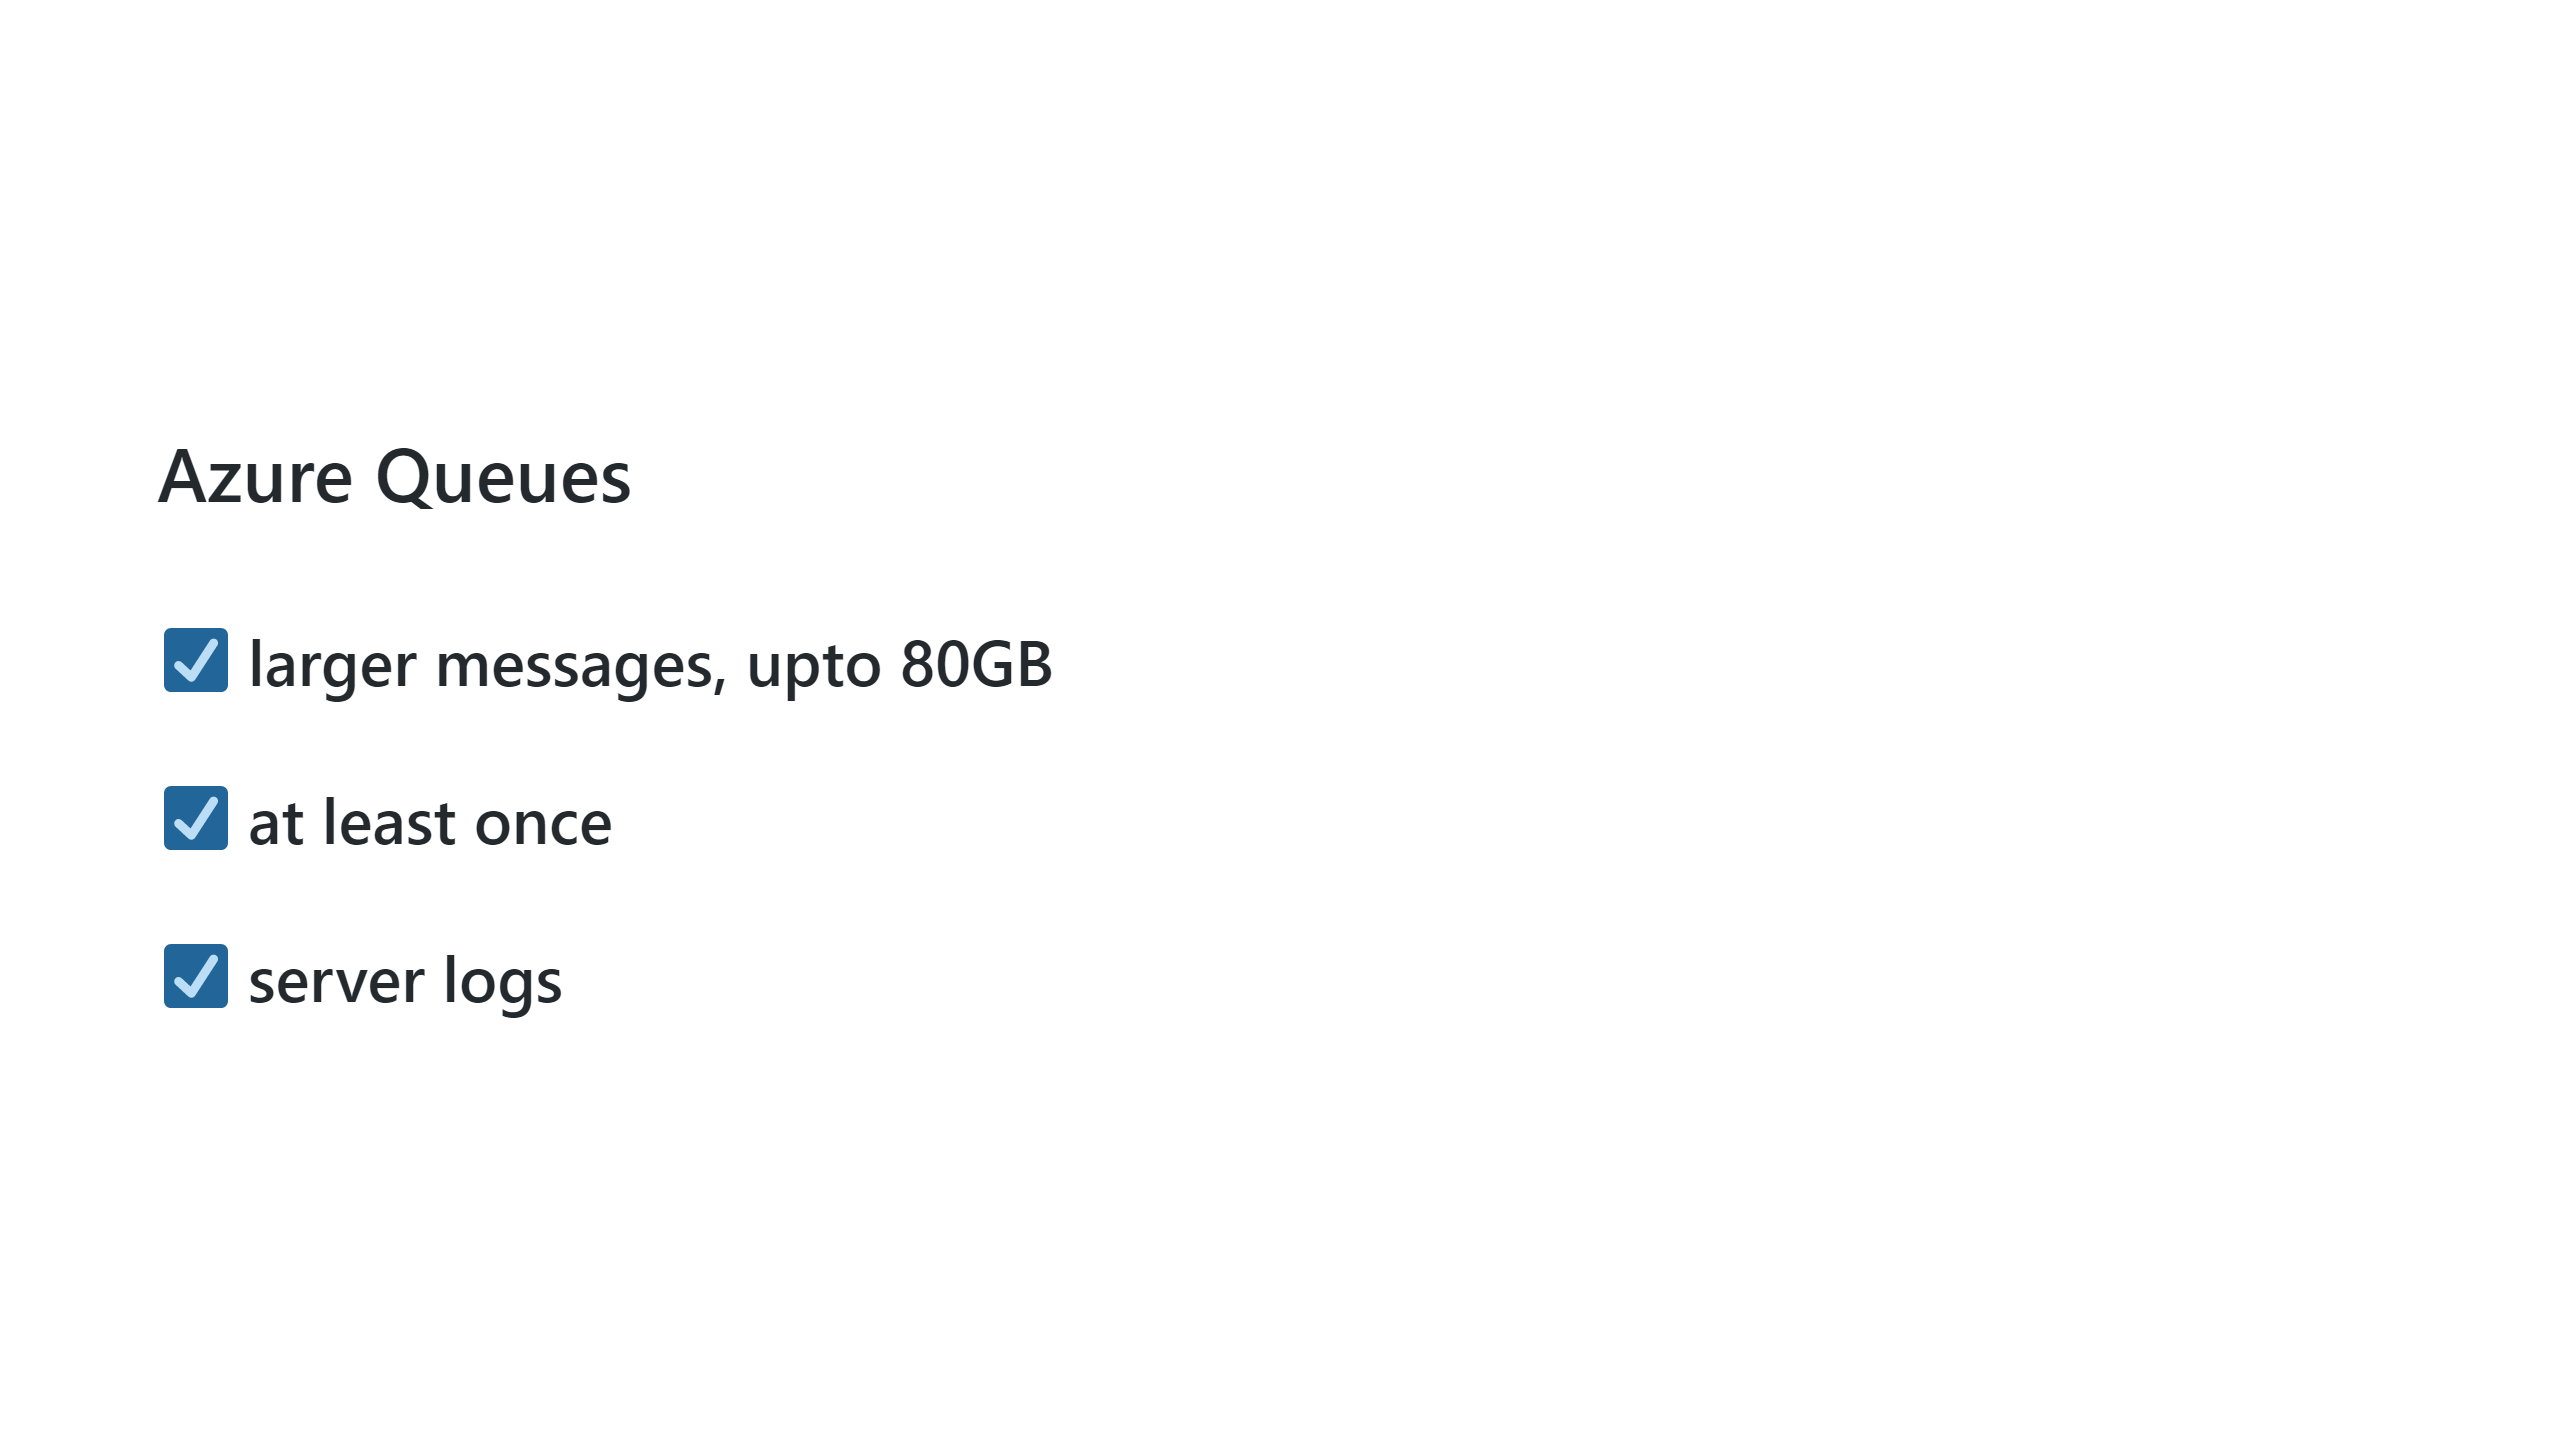 Azure Queues
☑ larger messages, upto 80GB
☑ at least once
☑ server logs